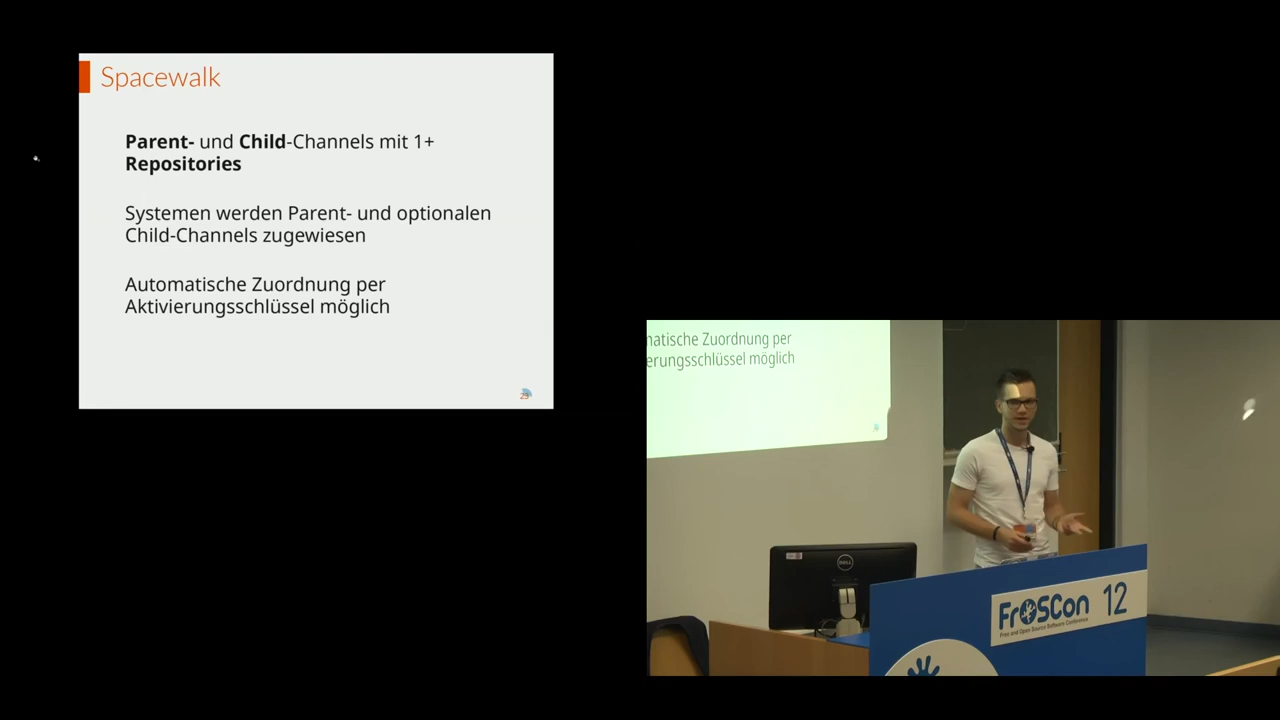 Spacewalk
Parent- und Child-Channels mit 1+
Repositories
Systemen werden Parent- und optionalen
Child-Channels zugewiesen
Automatische Zuordnung per
Aktivierungsschlüssel möglich
matische Zuordnung per
erungsschlüssel möglich
DELL
FrOSCon 12
Free and Open Source Software Conference